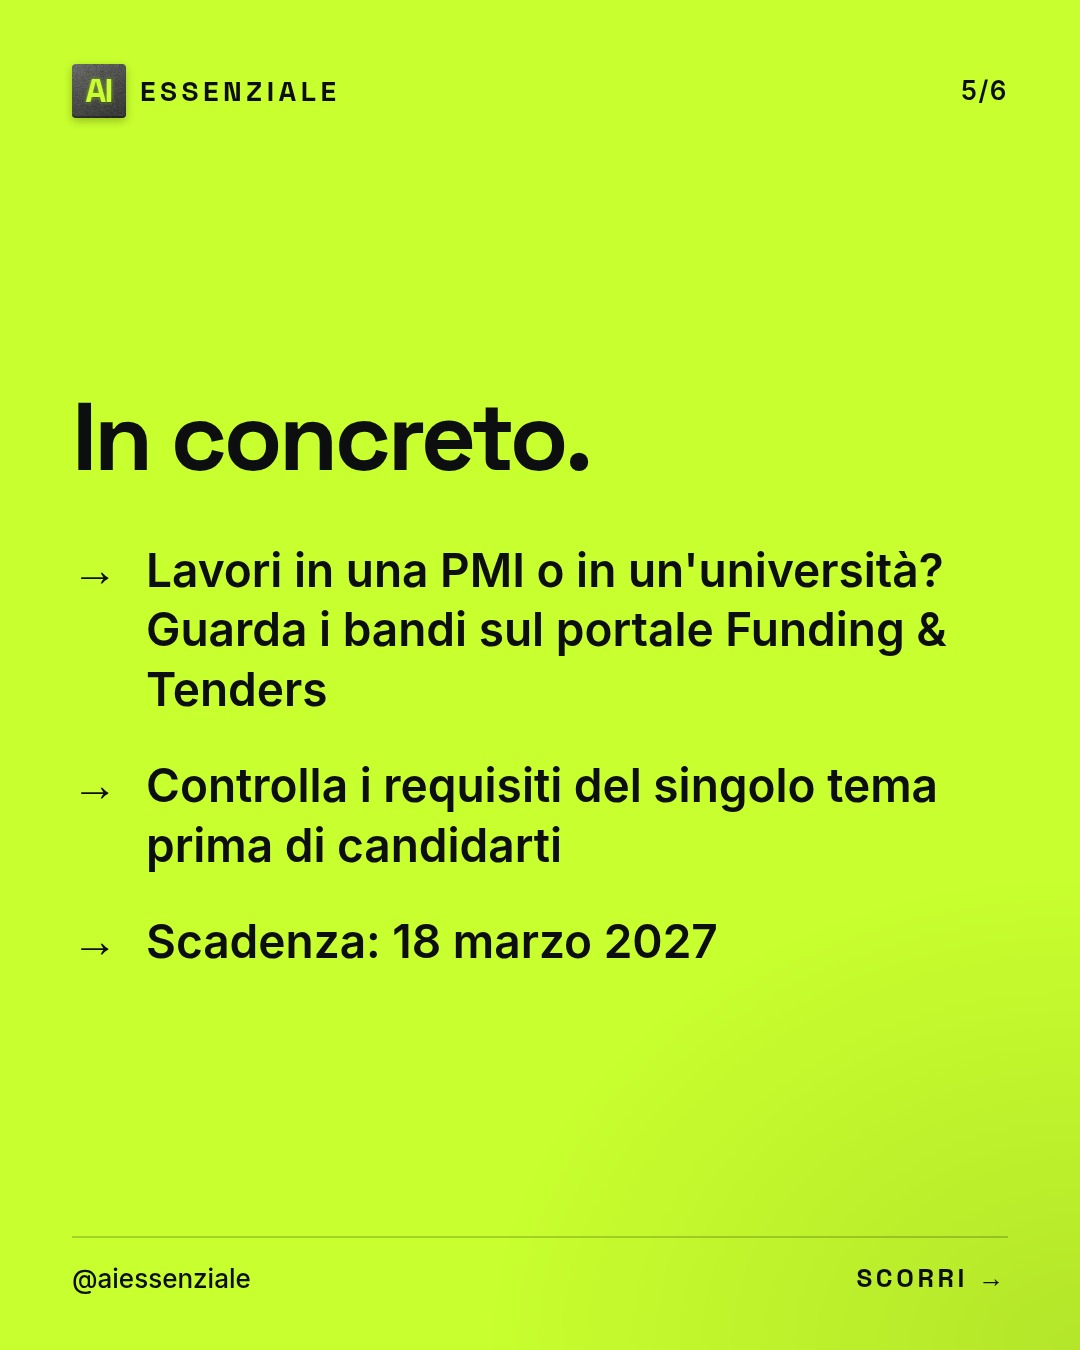 AI ESSENZIALE
5/6
In concreto.
→ Lavori in una PMI o in un'università?
Guarda i bandi sul portale Funding &
Tenders
→ Controlla i requisiti del singolo tema
prima di candidarti
→ Scadenza: 18 marzo 2027
@aiessenziale
SCORRI →